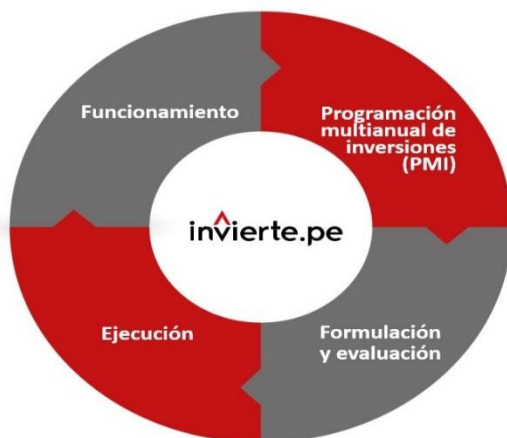 Funcionamiento
Programación
multianual de
inversiones
(PMI)
invierte.pe
Ejecución
Formulación
y evaluación